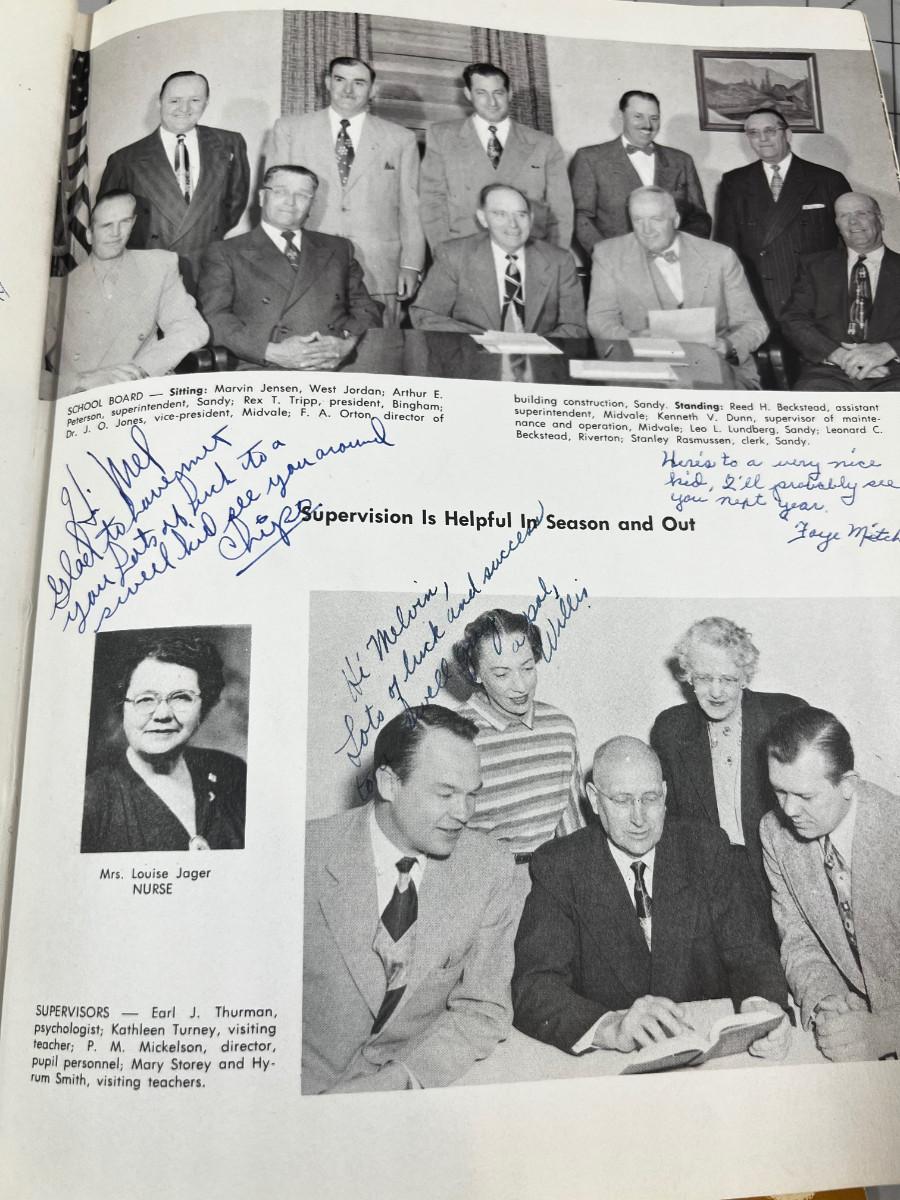 SCHOOL BOARD — Sitting: Marvin Jensen, West Jordan; Arthur E.
Peterson, superintendent, Sandy; Rex T. Tripp, president, Bingham;
Dr. J. O. Jones, vice-president, Midvale; F. A. Orton, director of
building construction, Sandy. Standing: Reed H. Beckstead, assistant
superintendent, Midvale; Kenneth V. Dunn, supervisor of mainte-
nance and operation, Midvale; Leo L. Lundberg, Sandy; Leonard C.
Beckstead, Riverton; Stanley Rasmussen, clerk, Sandy.
Hi Mel
Glad to have met
you Lots of luck to a
sweet kid see you around
Chips
Here's to a very nice
kid, I'll probably see
you next year.
Faye Mitch
Supervision Is Helpful In Season and Out
Hi Melvin,
Lots of luck and success
to a swell of a pal,
Willis
Mrs. Louise Jager
NURSE
SUPERVISORS — Earl J. Thurman,
psychologist; Kathleen Turney, visiting
teacher; P. M. Mickelson, director,
pupil personnel; Mary Storey and Hy-
rum Smith, visiting teachers.